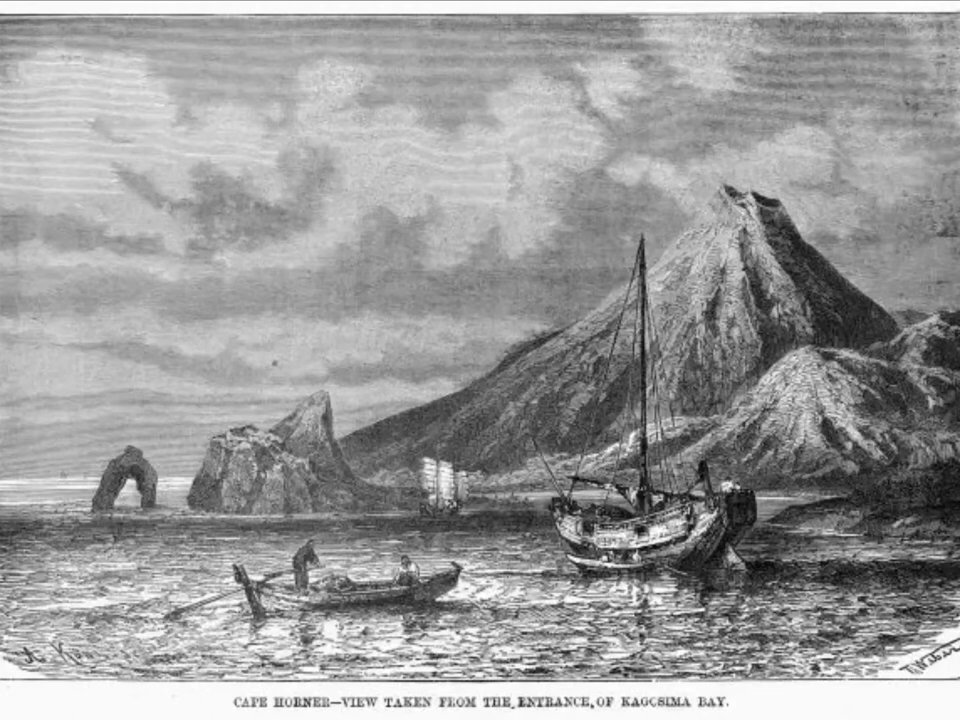 CAPE HORNER—VIEW TAKEN FROM THE ENTRANCE OF KAGOSIMA BAY.